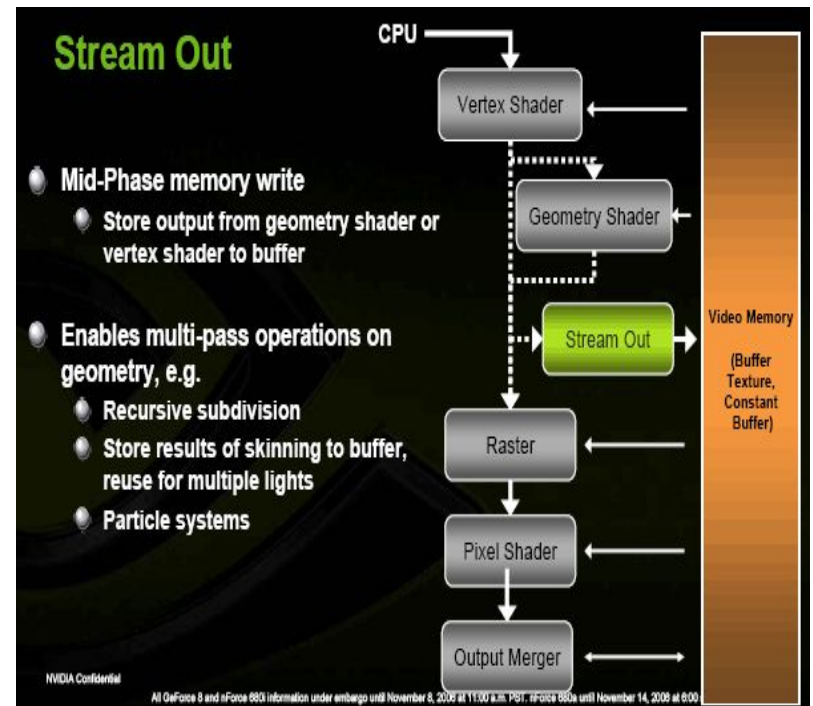 Stream Out
Mid-Phase memory write
Store output from geometry shader or
vertex shader to buffer
Enables multi-pass operations on
geometry, e.g.
Recursive subdivision
Store results of skinning to buffer,
reuse for multiple lights
Particle systems
CPU
Vertex Shader
Geometry Shader
Stream Out
Raster
Pixel Shader
Output Merger
Video Memory
(Buffer
Texture,
Constant
Buffer)
NVIDIA Confidential
All GeForce 8 and nForce 680i information under embargo until November 8, 2006 at 11:00 a.m. PST. nForce 680a until November 14, 2006 at 6:00